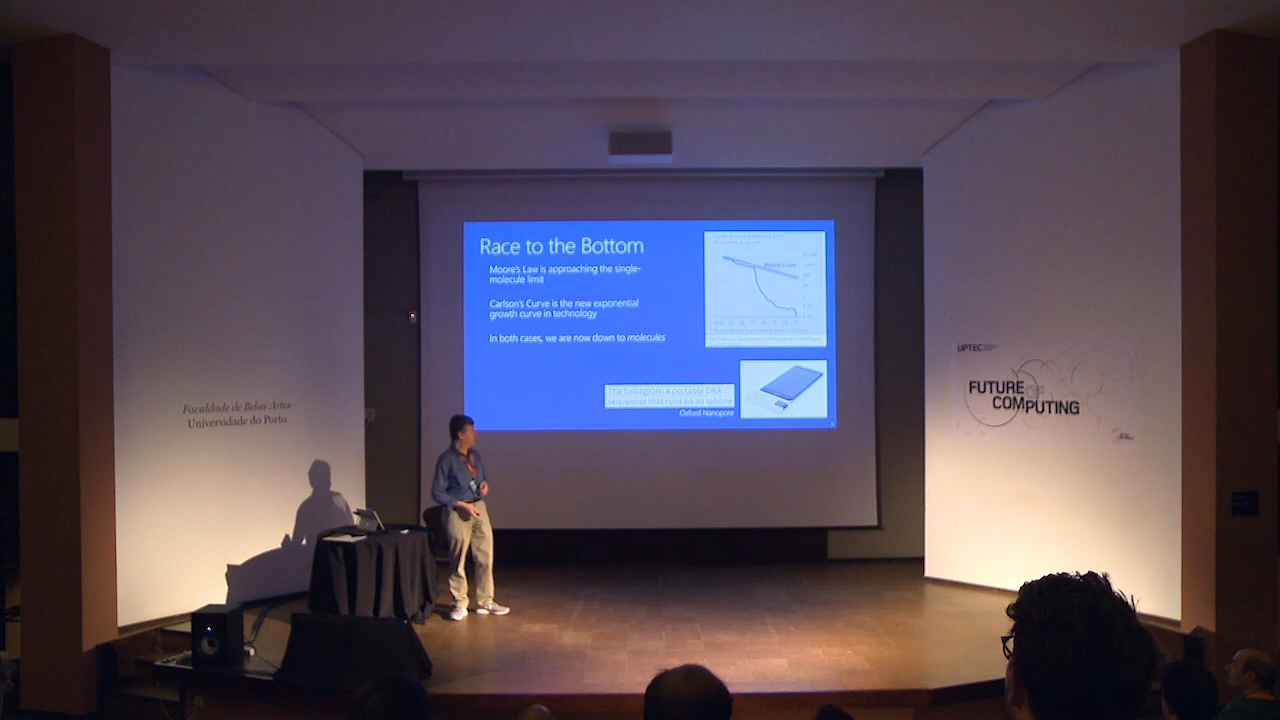 Race to the Bottom
Moore's Law is approaching the single-
molecule limit
Carlson's Curve is the new exponential
growth curve in technology
In both cases, we are now down to molecules
Moore's Law
The SmidgION: A portable DNA
sequencer that runs on an iphone
Oxford Nanopore
Faculdade de Belas Artes
Universidade do Porto
UPTEC
FUTURE OF
COMPUTING